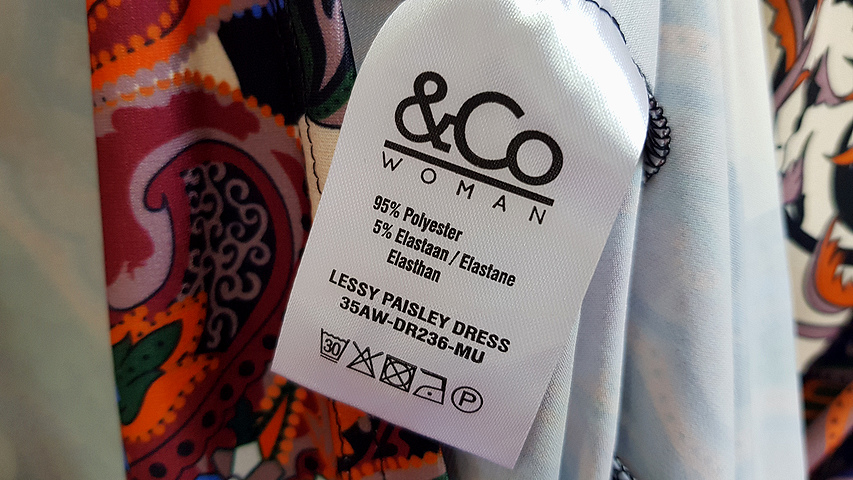 &Co
WOMAN
95% Polyester
5% Elastaan / Elastane
Elasthan
LESSY PAISLEY DRESS
35AW-DR236-MU
30 P